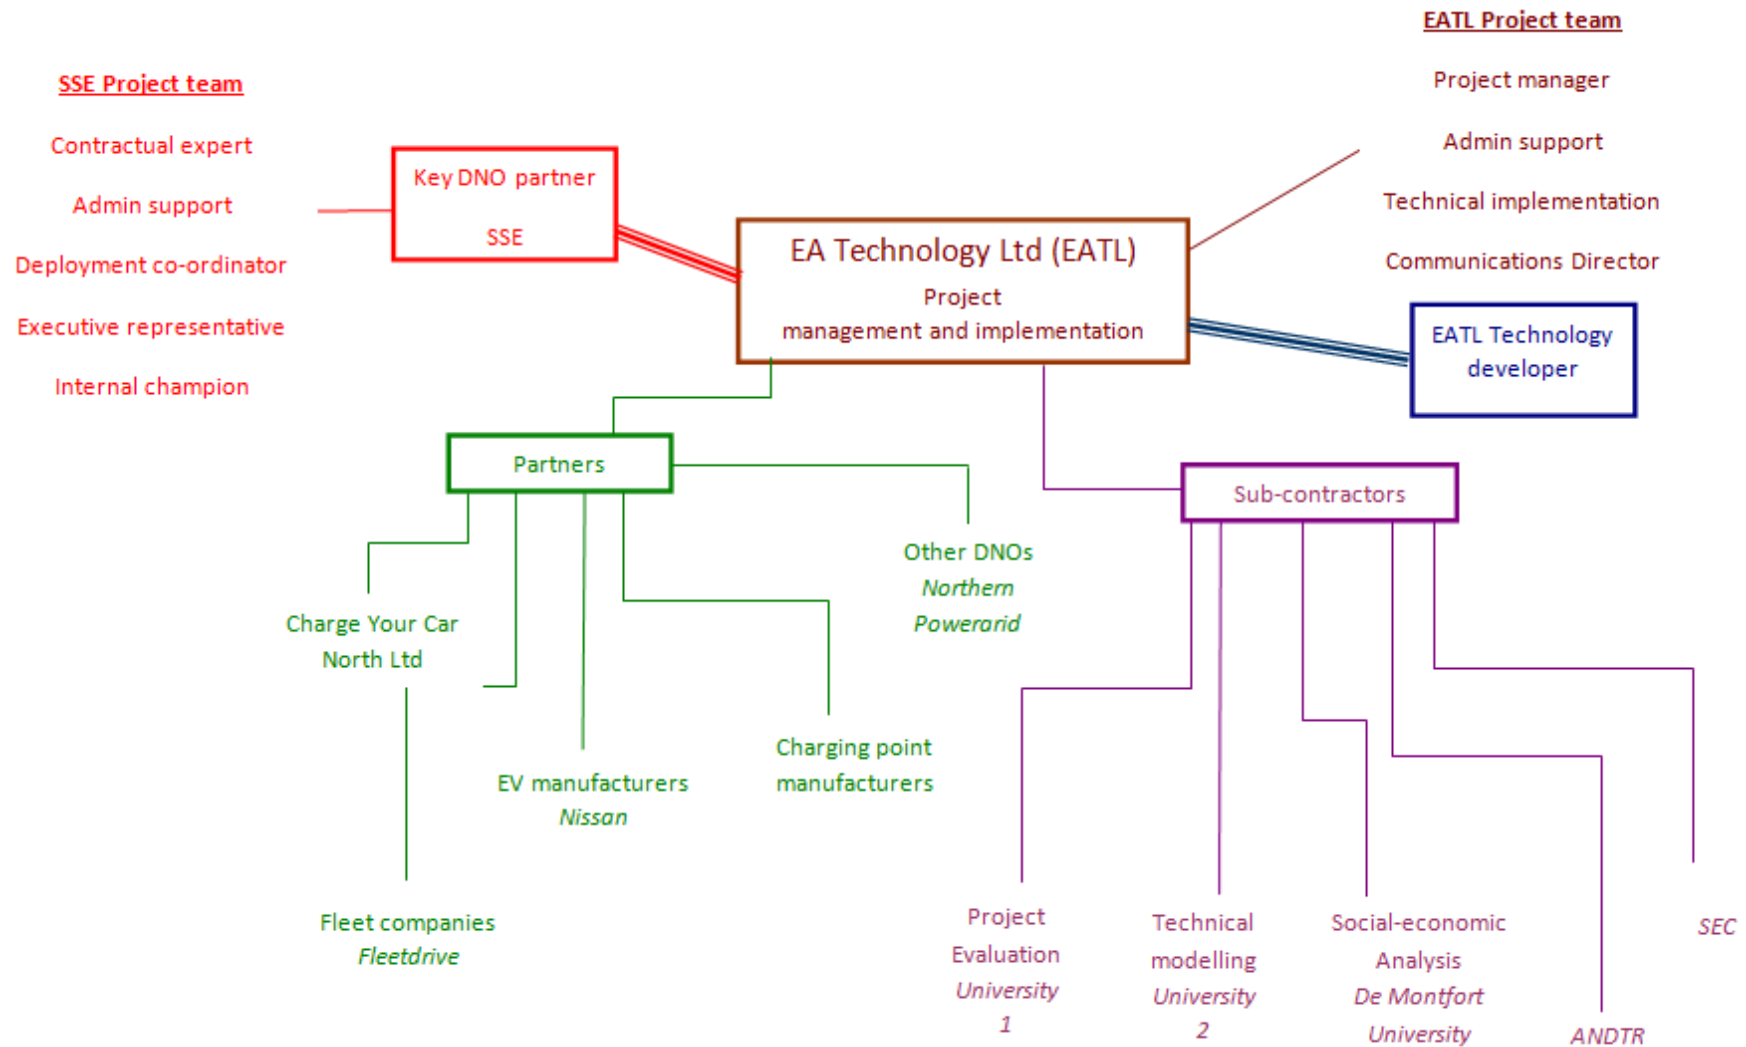 EATL Project team
Project manager
Admin support
Technical implementation
Communications Director
SSE Project team
Contractual expert
Admin support
Deployment co-ordinator
Executive representative
Internal champion
Key DNO partner
SSE
EA Technology Ltd (EATL)
Project
management and implementation
EATL Technology
developer
Partners
Sub-contractors
Other DNOs
Northern
Powerarid
Charge Your Car
North Ltd
Charging point
manufacturers
EV manufacturers
Nissan
Fleet companies
Fleetdrive
Project
Evaluation
University
1
Technical
modelling
University
2
Social-economic
Analysis
De Montfort
University
ANDTR
SEC